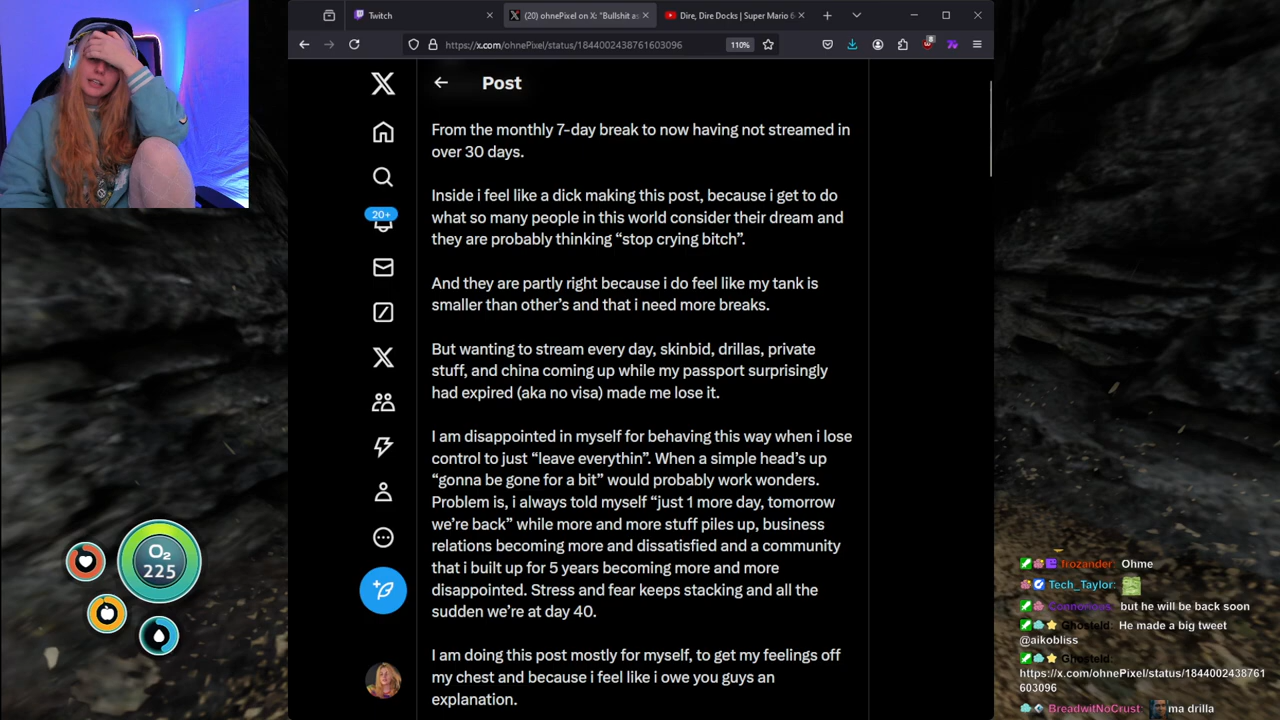 Twitch
(20) ohnePixel on X: "Bullshit as
Dire, Dire Docks | Super Mario 6
https://x.com/ohnePixel/status/1844002438761603096
110%
8
Post
20+
From the monthly 7-day break to now having not streamed in
over 30 days.
Inside i feel like a dick making this post, because i get to do
what so many people in this world consider their dream and
they are probably thinking “stop crying bitch”.
And they are partly right because i do feel like my tank is
smaller than other’s and that i need more breaks.
But wanting to stream every day, skinbid, drillas, private
stuff, and china coming up while my passport surprisingly
had expired (aka no visa) made me lose it.
I am disappointed in myself for behaving this way when i lose
control to just “leave everythin”. When a simple head’s up
“gonna be gone for a bit” would probably work wonders.
Problem is, i always told myself “just 1 more day, tomorrow
we’re back” while more and more stuff piles up, business
relations becoming more and dissatisfied and a community
that i built up for 5 years becoming more and more
disappointed. Stress and fear keeps stacking and all the
sudden we’re at day 40.
I am doing this post mostly for myself, to get my feelings off
my chest and because i feel like i owe you guys an
explanation.
O₂
225
frozander: Ohme
Tech_Taylor:
Connorious: but he will be back soon
Ghosteld: He made a big tweet
@aikobliss
Ghosteld:
https://x.com/ohnePixel/status/1844002438761
603096
BreadwitNoCrust: ma drilla